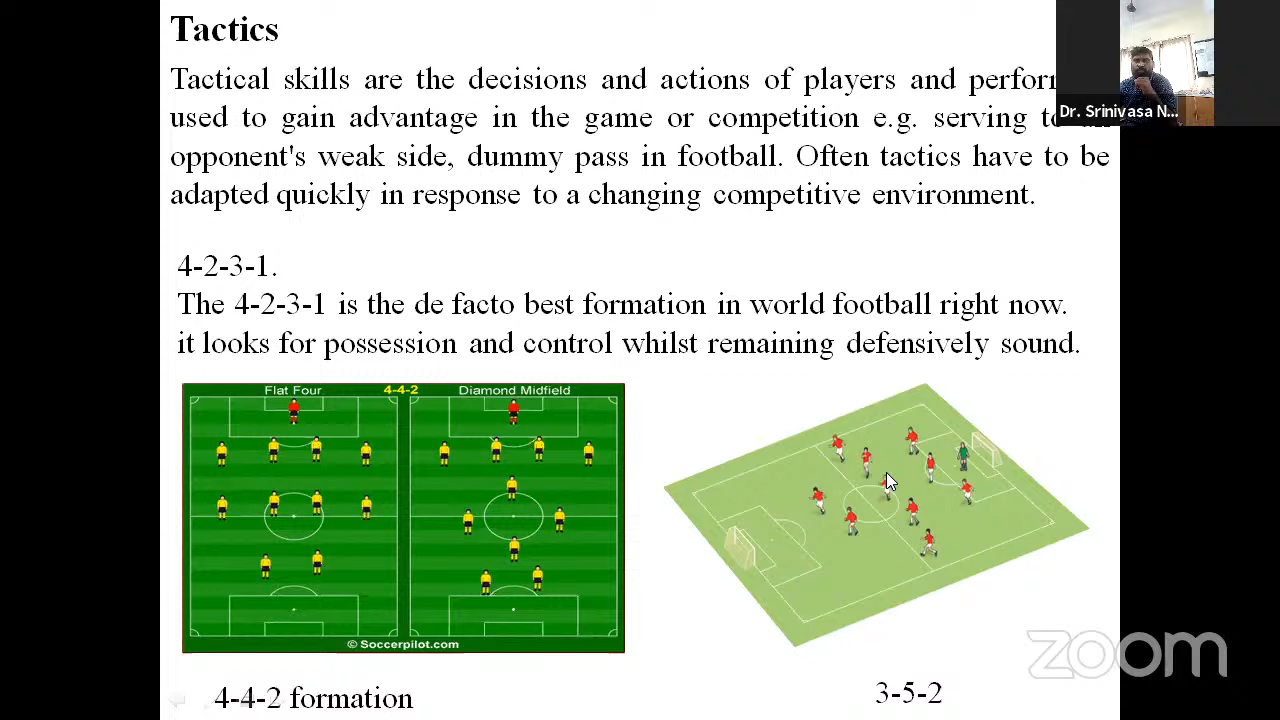 Tactics
Tactical skills are the decisions and actions of players and
used to gain advantage in the game or competition e.g. serving
opponent's weak side, dummy pass in football. Often tactics have to be
adapted quickly in response to a changing competitive environment.
Dr. Srinivasa N...
4-2-3-1.
The 4-2-3-1 is the de facto best formation in world football right now.
it looks for possession and control whilst remaining defensively sound.
Flat Four 4-4-2 Diamond Midfield
© Soccerpilot.com
zoom
4-4-2 formation
3-5-2